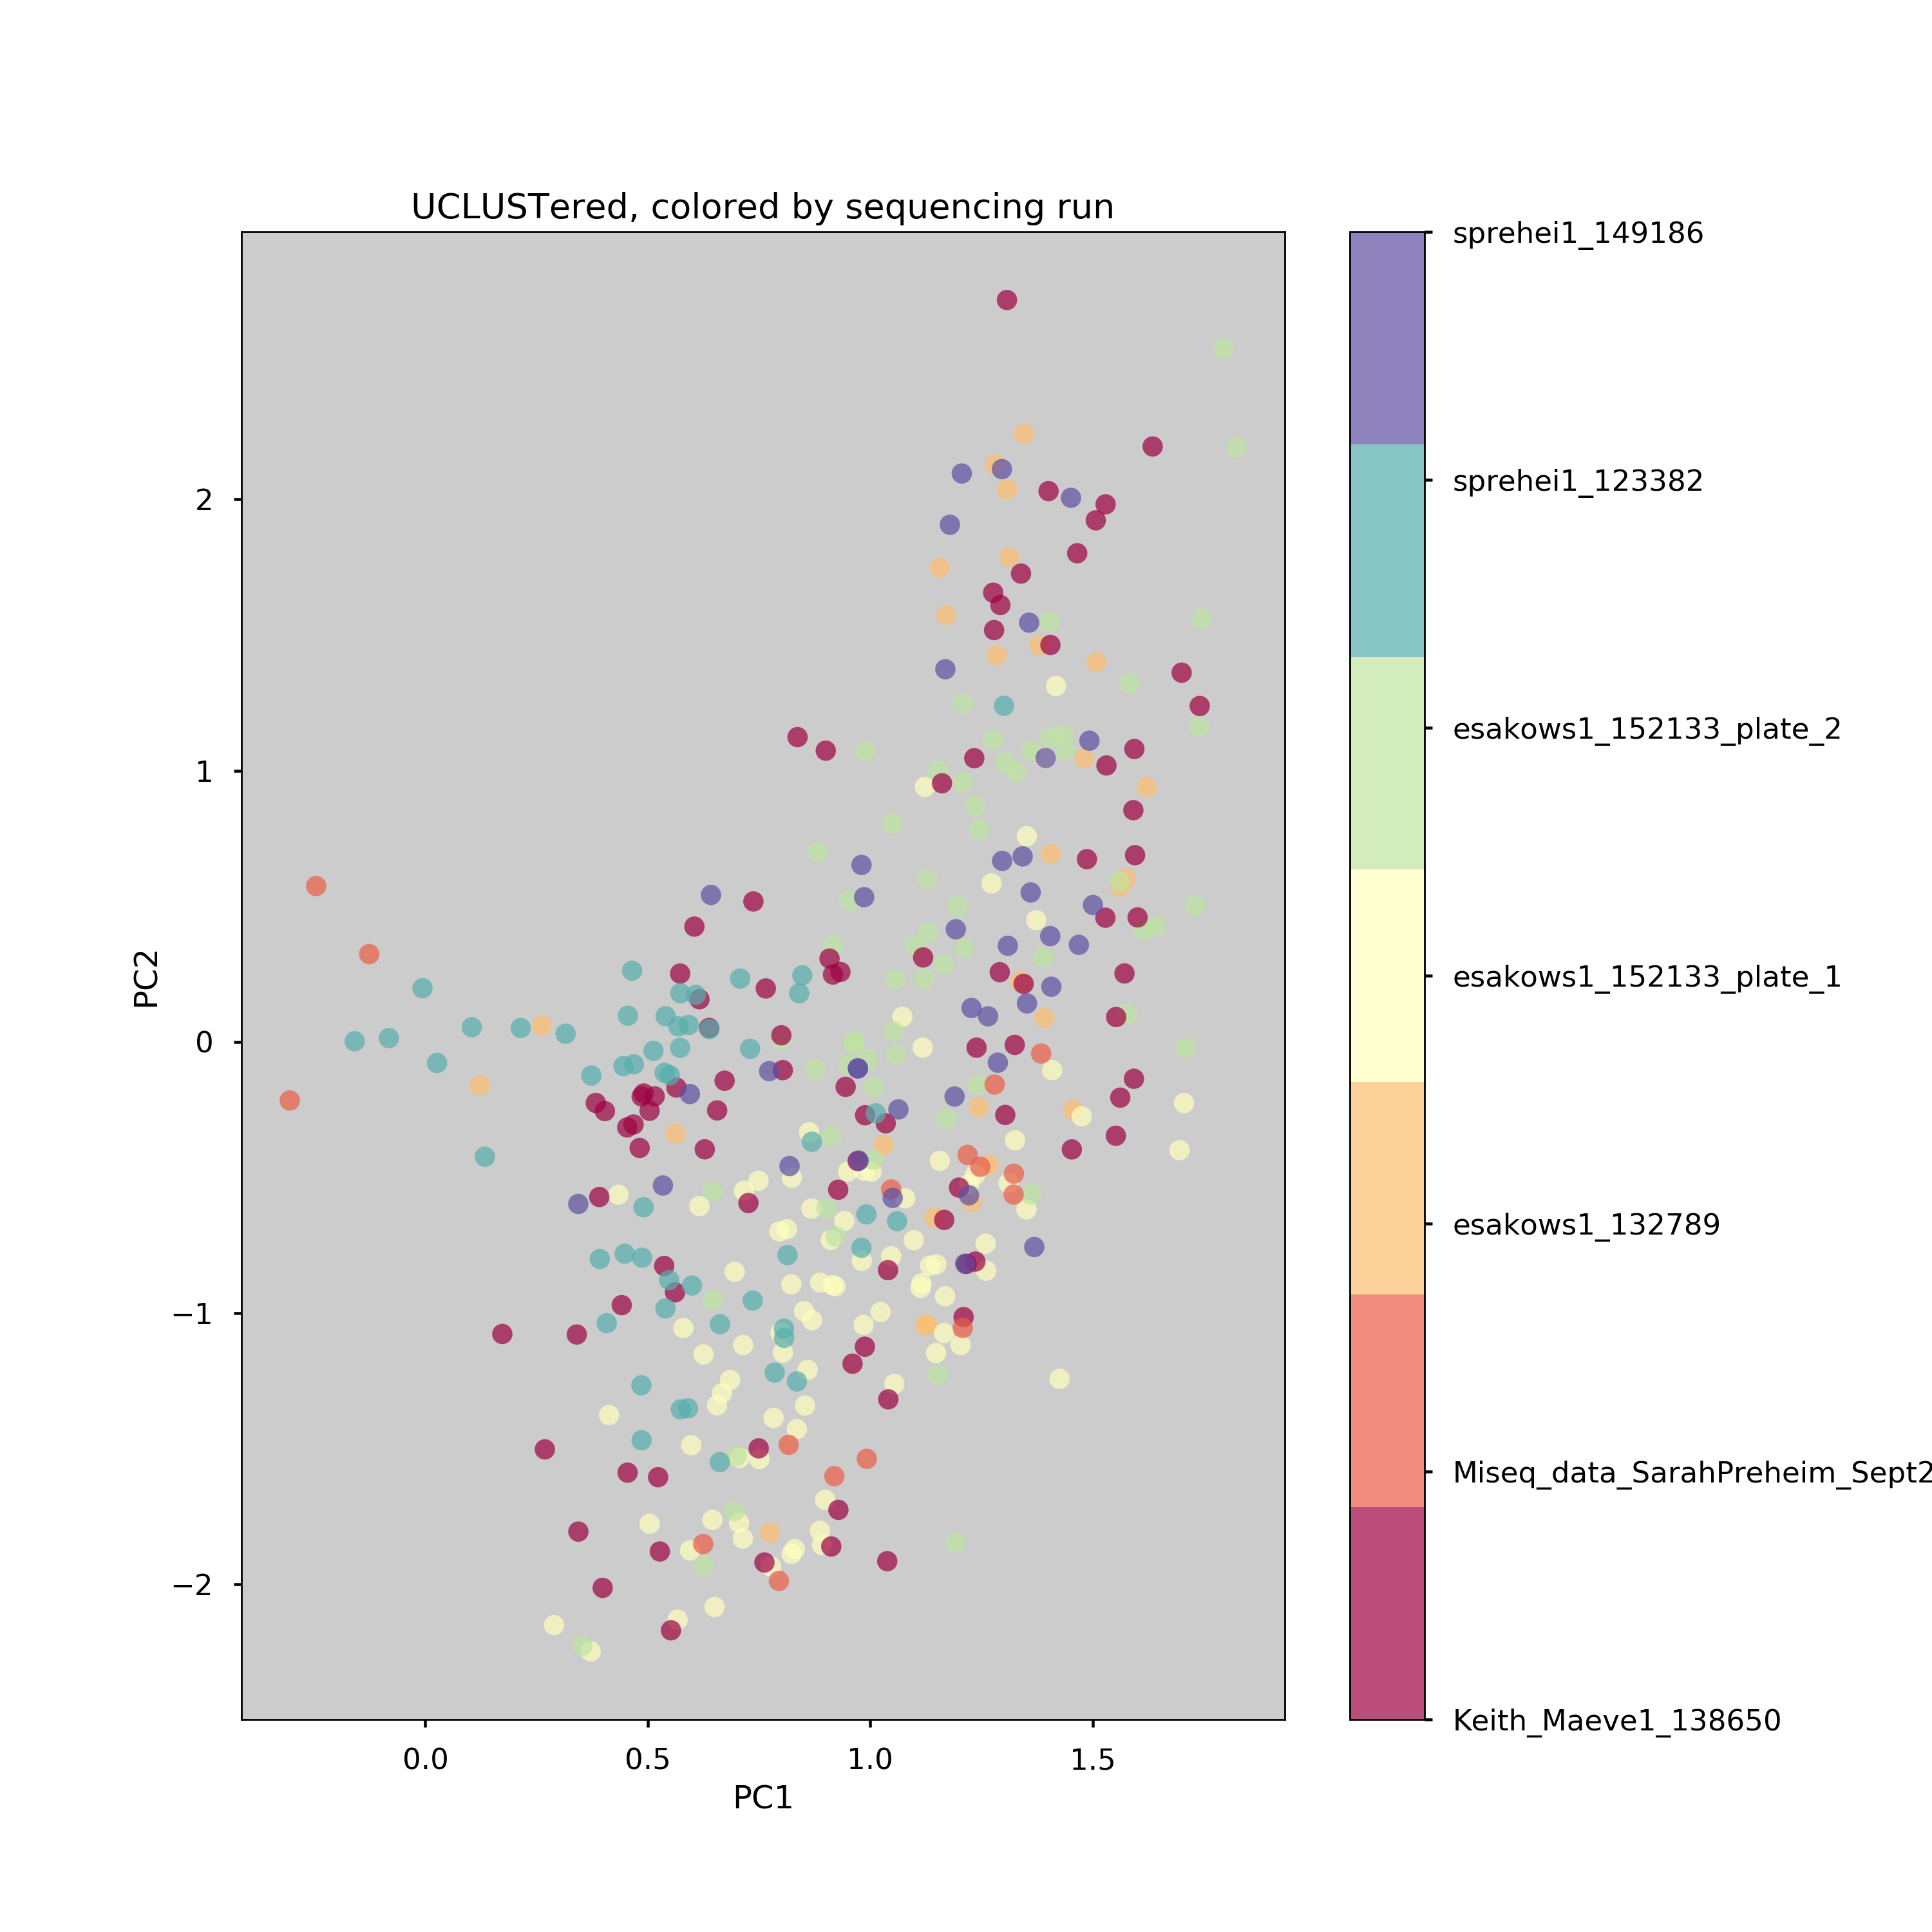 UCLUSTered, colored by sequencing run
sprehei1_149186
sprehei1_123382
esakows1_152133_plate_2
esakows1_152133_plate_1
esakows1_132789
Miseq_data_SarahPreheim_Sept2
Keith_Maeve1_138650
PC2
2
1
0
−1
−2
0.0 0.5 1.0 1.5
PC1